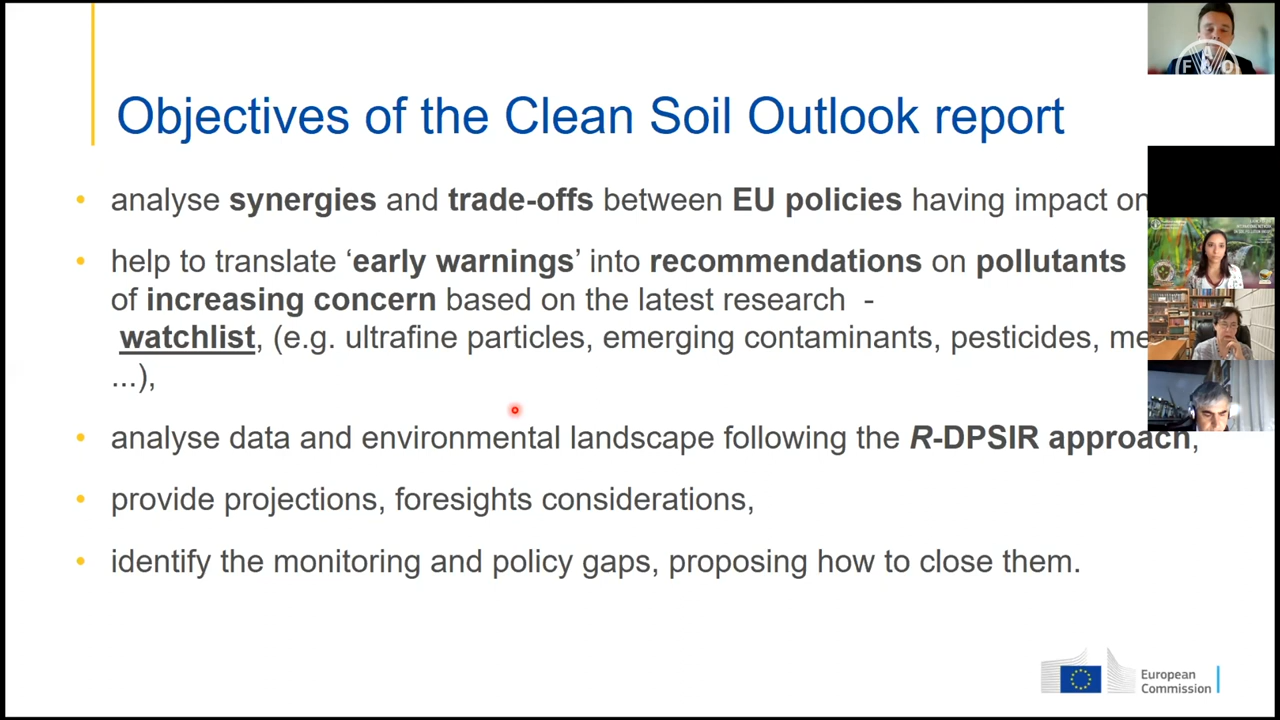 Objectives of the Clean Soil Outlook report
• analyse synergies and trade-offs between EU policies having impact on
• help to translate ‘early warnings’ into recommendations on pollutants
of increasing concern based on the latest research -
watchlist, (e.g. ultrafine particles, emerging contaminants, pesticides, me
...),
• analyse data and environmental landscape following the R-DPSIR approach,
• provide projections, foresights considerations,
• identify the monitoring and policy gaps, proposing how to close them.
European
Commission
FAO